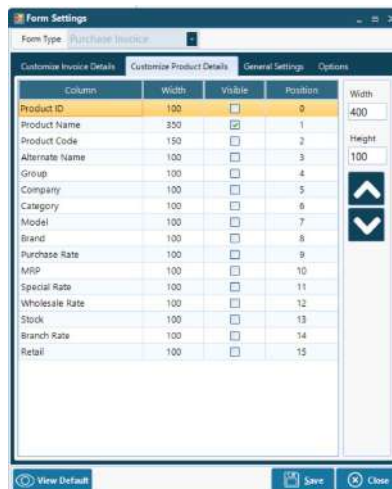 Form Settings
Form Type Purchase Invoice
Customize Invoice Details Customize Product Details General Settings Options
Column Width Visible Position
Product ID 100 0
Product Name 350 1
Product Code 150 2
Alternate Name 100 3
Group 100 4
Company 100 5
Category 100 6
Model 100 7
Brand 100 8
Purchase Rate 100 9
MRP 100 10
Special Rate 100 11
Wholesale Rate 100 12
Stock 100 13
Branch Rate 100 14
Retail 100 15
Width
400
Height
100
View Default Save Close